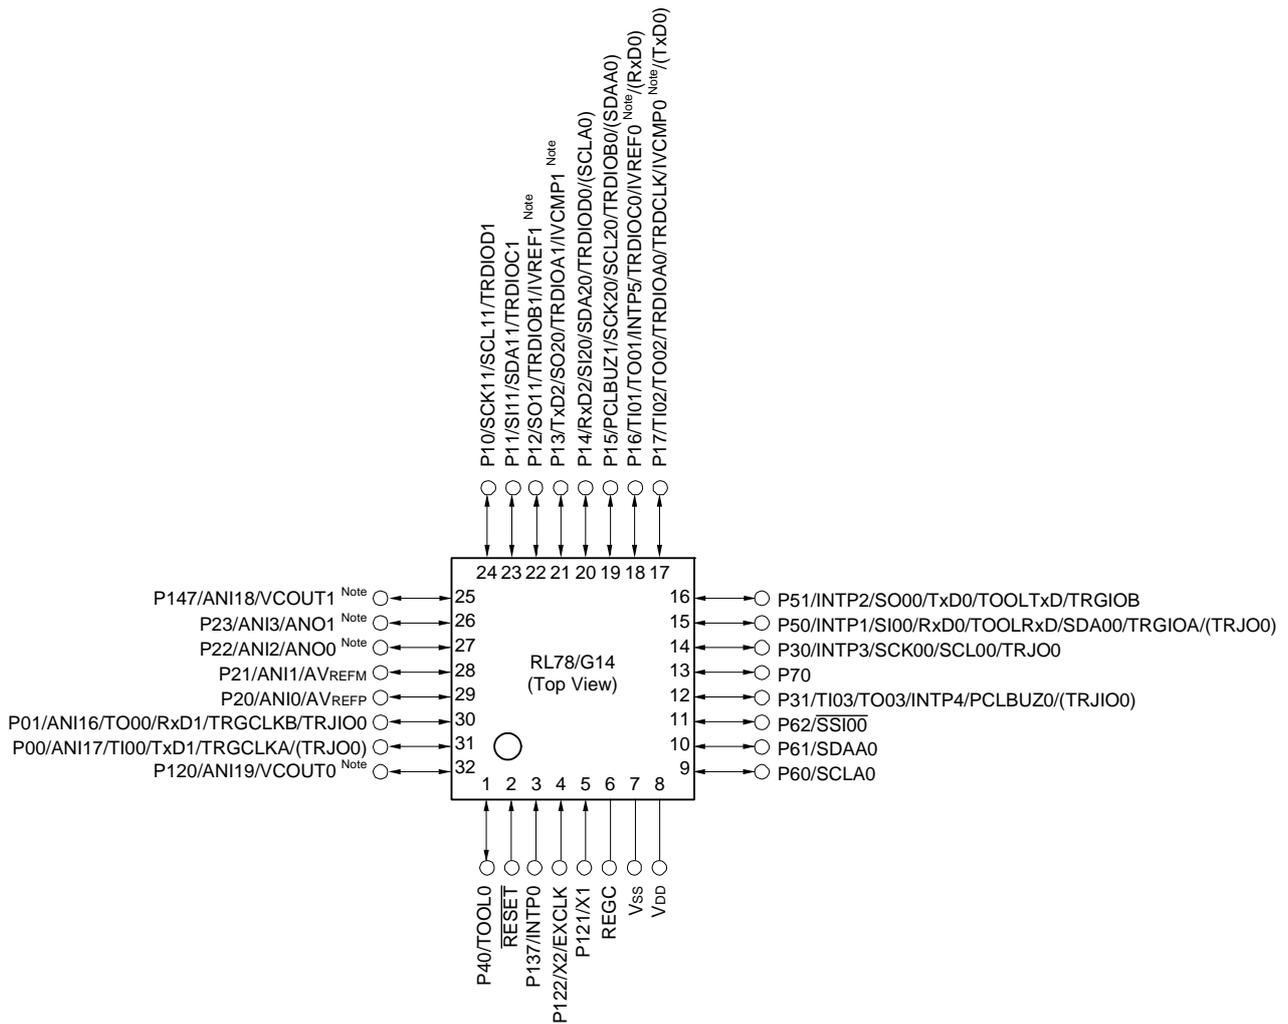 P10/SCK11/SCL11/TRDIOD1
P11/SI11/SDA11/TRDIOC1
P12/SO11/TRDIOB1/IVREF1 Note
P13/TxD2/SO20/TRDIOA1/IVCMP1 Note
P14/RxD2/SI20/SDA20/TRDIOD0/(SCLA0)
P15/PCLBUZ1/SCK20/SCL20/TRDIOB0/(SDAA0)
P16/TI01/TO01/INTP5/TRDIOC0/IVREF0 Note/(RxD0)
P17/TI02/TO02/TRDIOA0/TRDCLK/IVCMP0 Note/(TxD0)
24 23 22 21 20 19 18 17
P147/ANI18/VCOUT1 Note 25
P23/ANI3/ANO1 Note 26
P22/ANI2/ANO0 Note 27
P21/ANI1/AVREFM 28
P20/ANI0/AVREFP 29
P01/ANI16/TO00/RxD1/TRGCLKB/TRJIO0 30
P00/ANI17/TI00/TxD1/TRGCLKA/(TRJO0) 31
P120/ANI19/VCOUT0 Note 32
RL78/G14
(Top View)
16 P51/INTP2/SO00/TxD0/TOOLTxD/TRGIOB
15 P50/INTP1/SI00/RxD0/TOOLRxD/SDA00/TRGIOA/(TRJO0)
14 P30/INTP3/SCK00/SCL00/TRJO0
13 P70
12 P31/TI03/TO03/INTP4/PCLBUZ0/(TRJIO0)
11 P62/SSI00
10 P61/SDAA0
9 P60/SCLA0
1 2 3 4 5 6 7 8
P40/TOOL0
RESET
P137/INTP0
P122/X2/EXCLK
P121/X1
REGC
VSS
VDD